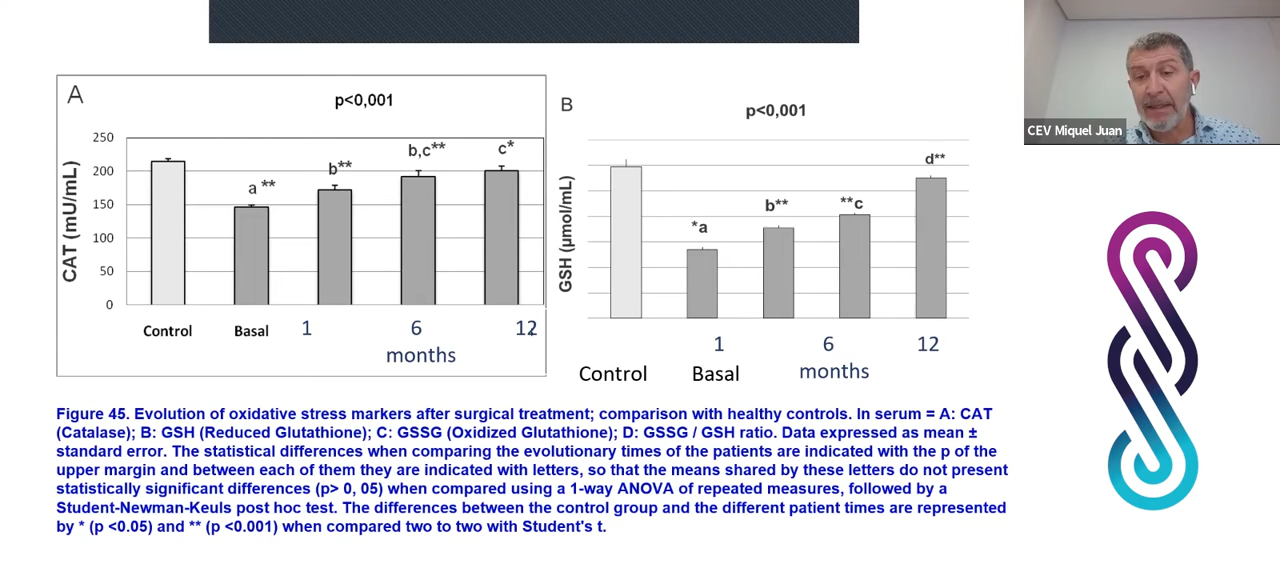 A
p<0,001
CAT (mU/mL)
250
200
150
100
50
0
a **
b**
b,c**
c*
Control
Basal
1
6
12
months
B
p<0,001
GSH (µmol/mL)
*a
b**
**c
d**
1
6
12
Control
Basal
months
Figure 45. Evolution of oxidative stress markers after surgical treatment; comparison with healthy controls. In serum = A: CAT
(Catalase); B: GSH (Reduced Glutathione); C: GSSG (Oxidized Glutathione); D: GSSG / GSH ratio. Data expressed as mean ±
standard error. The statistical differences when comparing the evolutionary times of the patients are indicated with the p of the
upper margin and between each of them they are indicated with letters, so that the means shared by these letters do not present
statistically significant differences (p> 0, 05) when compared using a 1-way ANOVA of repeated measures, followed by a
Student-Newman-Keuls post hoc test. The differences between the control group and the different patient times are represented
by * (p <0.05) and ** (p <0.001) when compared two to two with Student's t.
CEV Miquel Juan